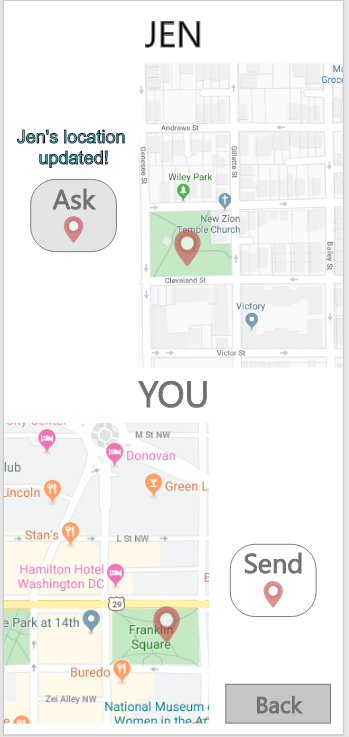 JEN
Ma
Groce
Andrews St
Jen's location
updated!
Genesee St
Gillette St
Wiley Park
Ask
New Zion
Temple Church
Bailey St
Cleveland St
Victory
Victor St
YOU
City Center
M St NW
Donovan
lub
Lincoln
Green L
Stan's
L St NW
Hamilton Hotel
Washington DC
Send
29
e Park at 14th
Franklin
Square
Buredo
Zei Alley NW
National Museum o
Women in the Ar
Back